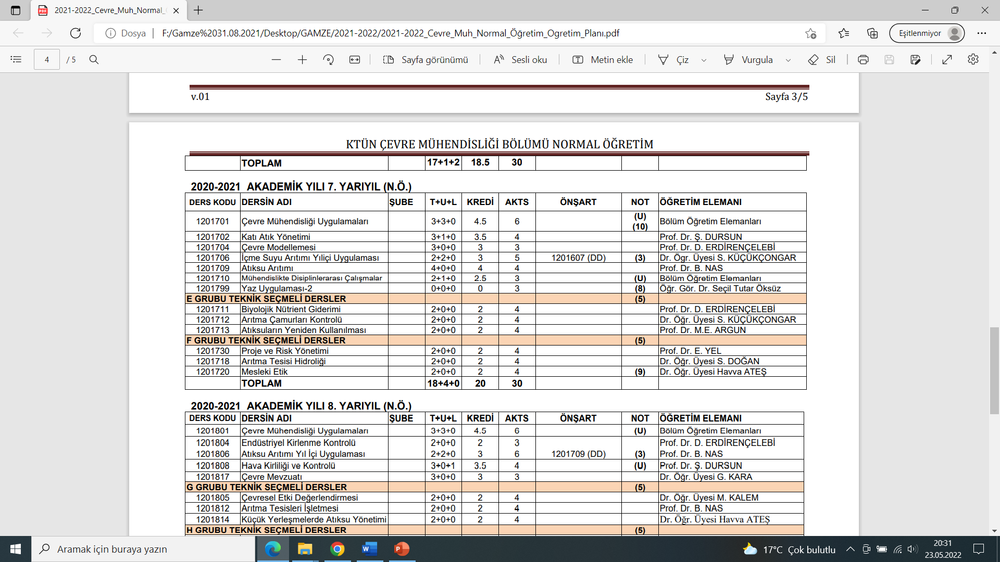 2021-2022_Cevre_Muh_Normal_
Dosya F:/Gamze%2031.08.2021/Desktop/GAMZE/2021-2022/2021-2022_Cevre_Muh_Normal_Öğretim_Ogretim_Planı.pdf Eşitlenmiyor
4 / 5 Sayfa görünümü Sesli oku Metin ekle Çiz Vurgula Sil
v.01 Sayfa 3/5
KTÜN ÇEVRE MÜHENDİSLİĞİ BÖLÜMÜ NORMAL ÖĞRETİM
TOPLAM 17+1+2 18.5 30
2020-2021 AKADEMİK YILI 7. YARIYIL (N.Ö.)
DERS KODU DERSİN ADI ŞUBE T+U+L KREDİ AKTS ÖNŞART NOT ÖĞRETİM ELEMANI
1201701 Çevre Mühendisliği Uygulamaları 3+3+0 4.5 6 (U) (10) Bölüm Öğretim Elemanları
1201702 Katı Atık Yönetimi 3+1+0 3.5 4 Prof. Dr. Ş. DURSUN
1201704 Çevre Modellemesi 3+0+0 3 3 Prof. Dr. D. ERDİRENÇELEBİ
1201706 İçme Suyu Arıtımı Yıliçi Uygulaması 2+2+0 3 5 1201607 (DD) (3) Dr. Ögr. Üyesi S. KÜÇÜKÇONGAR
1201709 Atıksu Arıtımı 4+0+0 4 4 Prof. Dr. B. NAS
1201710 Mühendislikte Disiplinlerarası Çalışmalar 2+1+0 2.5 3 (U) Bölüm Öğretim Elemanları
1201799 Yaz Uygulaması-2 0+0+0 0 3 (8) Öğr. Gör. Dr. Seçil Tutar Öksüz
E GRUBU TEKNİK SEÇMELİ DERSLER (5)
1201711 Biyolojik Nütrient Giderimi 2+0+0 2 4 Prof. Dr. D. ERDİRENÇELEBİ
1201712 Arıtma Çamurları Kontrolü 2+0+0 2 4 Dr. Öğr. Üyesi S. KÜÇÜKÇONGAR
1201713 Atıksuların Yeniden Kullanılması 2+0+0 2 4 Prof. Dr. M.E. ARGUN
F GRUBU TEKNİK SEÇMELİ DERSLER (5)
1201730 Proje ve Risk Yönetimi 2+0+0 2 4 Prof. Dr. E. YEL
1201718 Arıtma Tesisi Hidroliği 2+0+0 2 4 Dr. Öğr. Üyesi S. DOĞAN
1201720 Mesleki Etik 2+0+0 2 4 (9) Dr. Öğr. Üyesi Havva ATEŞ
TOPLAM 18+4+0 20 30
2020-2021 AKADEMİK YILI 8. YARIYIL (N.Ö.)
DERS KODU DERSİN ADI ŞUBE T+U+L KREDİ AKTS ÖNŞART NOT ÖĞRETİM ELEMANI
1201801 Çevre Mühendisliği Uygulamaları 3+3+0 4.5 6 (U) Bölüm Öğretim Elemanları
1201804 Endüstriyel Kirlenme Kontrolü 2+0+0 2 3 Prof. Dr. D. ERDİRENÇELEBİ
1201806 Atıksu Arıtımı Yıl İçi Uygulaması 2+2+0 3 6 1201709 (DD) (3) Prof. Dr. B. NAS
1201808 Hava Kirliliği ve Kontrolü 3+0+1 3.5 4 (U) Prof. Dr. Ş. DURSUN
1201817 Çevre Mevzuatı 3+0+0 3 3 Dr. Öğr. Üyesi G. KARA
G GRUBU TEKNİK SEÇMELİ DERSLER (5)
1201805 Çevresel Etki Değerlendirmesi 2+0+0 2 4 Dr. Öğr. Üyesi M. KALEM
1201812 Arıtma Tesisleri İşletmesi 2+0+0 2 4 Prof. Dr. B. NAS
1201814 Küçük Yerleşmelerde Atıksu Yönetimi 2+0+0 2 4 Dr. Öğr. Üyesi Havva ATEŞ
H GRUBU TEKNİK SEÇMELİ DERSLER (5)
Aramak için buraya yazın 17°C Çok bulutlu 20:31
23.05.2022